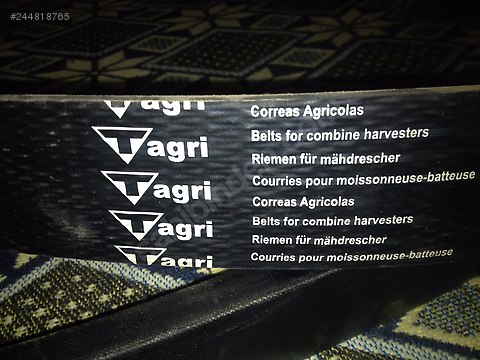 #244818765
agri Correas Agricolas
Tagri Belts for combine harvesters
Riemen für mähdrescher
Tagri Courries pour moissonneuse-batteuse
Correas Agricolas
Tagri Belts for combine harvesters
Riemen für mähdrescher
Tagri Courries pour moissonneuse-batteuse